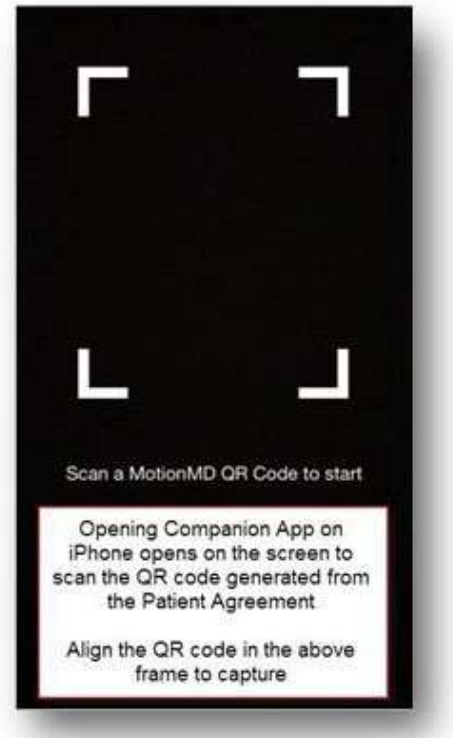 Scan a MotionMD QR Code to start
Opening Companion App on
iPhone opens on the screen to
scan the QR code generated from
the Patient Agreement
Align the QR code in the above
frame to capture